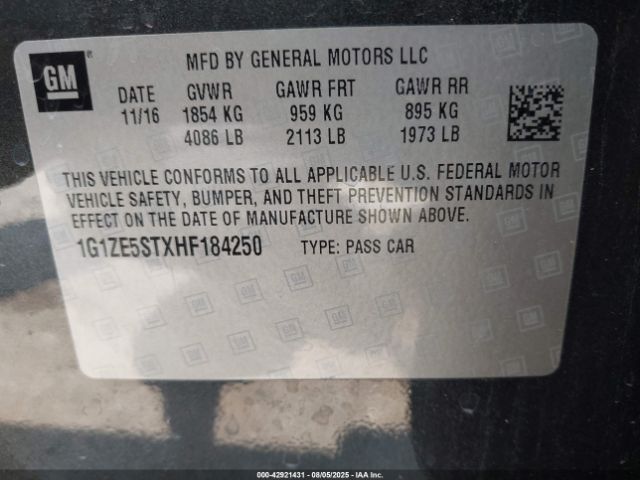 GM
MFD BY GENERAL MOTORS LLC
DATE GVWR GAWR FRT GAWR RR
11/16 1854 KG 959 KG 895 KG
4086 LB 2113 LB 1973 LB
THIS VEHICLE CONFORMS TO ALL APPLICABLE U.S. FEDERAL MOTOR
VEHICLE SAFETY, BUMPER, AND THEFT PREVENTION STANDARDS IN
EFFECT ON THE DATE OF MANUFACTURE SHOWN ABOVE.
1G1ZE5STXHF184250 TYPE: PASS CAR
000-42921431 - 08/05/2025 - IAAI.COM